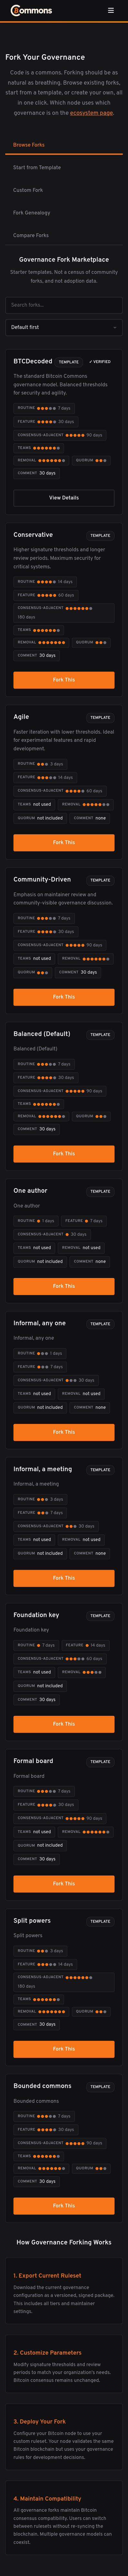 Commons
Fork Your Governance
Code is a commons. Forking should be as
natural as breathing. Browse existing forks,
start from a template, or create your own, all
in one click. Which node uses which
governance is on the ecosystem page.
Browse Forks
Start from Template
Custom Fork
Fork Genealogy
Compare Forks
Governance Fork Marketplace
Starter templates. Not a census of community
forks, and not adoption data.
Search forks...
Default first
BTCDecoded TEMPLATE ✓ VERIFIED
The standard Bitcoin Commons
governance model. Balanced thresholds
for security and agility.
ROUTINE 7 days
FEATURE 30 days
CONSENSUS-ADJACENT 90 days
TEAMS
REMOVAL QUORUM
COMMENT 30 days
View Details
Conservative TEMPLATE
Higher signature thresholds and longer
review periods. Maximum security for
critical systems.
ROUTINE 14 days
FEATURE 60 days
CONSENSUS-ADJACENT
180 days
TEAMS
REMOVAL QUORUM
COMMENT 30 days
Fork This
Agile TEMPLATE
Faster iteration with lower thresholds. Ideal
for experimental features and rapid
development.
ROUTINE 3 days
FEATURE 14 days
CONSENSUS-ADJACENT 60 days
TEAMS not used REMOVAL
QUORUM not included COMMENT none
Fork This
Community-Driven TEMPLATE
Emphasis on maintainer review and
community-visible governance discussion.
ROUTINE 7 days
FEATURE 30 days
CONSENSUS-ADJACENT 90 days
TEAMS not used REMOVAL
QUORUM COMMENT 30 days
Fork This
Balanced (Default) TEMPLATE
Balanced (Default)
ROUTINE 7 days
FEATURE 30 days
CONSENSUS-ADJACENT 90 days
TEAMS
REMOVAL QUORUM
COMMENT 30 days
Fork This
One author TEMPLATE
One author
ROUTINE 1 days FEATURE 7 days
CONSENSUS-ADJACENT 30 days
TEAMS not used REMOVAL not used
QUORUM not included COMMENT none
Fork This
Informal, any one TEMPLATE
Informal, any one
ROUTINE 1 days
FEATURE 7 days
CONSENSUS-ADJACENT 30 days
TEAMS not used REMOVAL not used
QUORUM not included COMMENT none
Fork This
Informal, a meeting TEMPLATE
Informal, a meeting
ROUTINE 3 days
FEATURE 7 days
CONSENSUS-ADJACENT 30 days
TEAMS not used REMOVAL not used
QUORUM not included COMMENT none
Fork This
Foundation key TEMPLATE
Foundation key
ROUTINE 7 days FEATURE 14 days
CONSENSUS-ADJACENT 60 days
TEAMS not used REMOVAL
QUORUM not included
COMMENT 30 days
Fork This
Formal board TEMPLATE
Formal board
ROUTINE 7 days
FEATURE 30 days
CONSENSUS-ADJACENT 90 days
TEAMS not used REMOVAL
QUORUM not included
COMMENT 30 days
Fork This
Split powers TEMPLATE
Split powers
ROUTINE 3 days
FEATURE 14 days
CONSENSUS-ADJACENT
180 days
TEAMS
REMOVAL QUORUM
COMMENT 30 days
Fork This
Bounded commons TEMPLATE
Bounded commons
ROUTINE 7 days
FEATURE 30 days
CONSENSUS-ADJACENT 90 days
TEAMS
REMOVAL QUORUM
COMMENT 30 days
Fork This
How Governance Forking Works
1. Export Current Ruleset
Download the current governance
configuration as a versioned, signed package.
This includes all tiers and maintainer
settings.
2. Customize Parameters
Modify signature thresholds and review
periods to match your organization's needs.
Bitcoin consensus remains unchanged.
3. Deploy Your Fork
Configure your Bitcoin node to use your
custom ruleset. Your node validates the same
Bitcoin blockchain but uses your governance
rules for development decisions.
4. Maintain Compatibility
All governance forks maintain Bitcoin
consensus compatibility. Users can switch
between rulesets without re-syncing the
blockchain. Multiple governance models can
coexist.